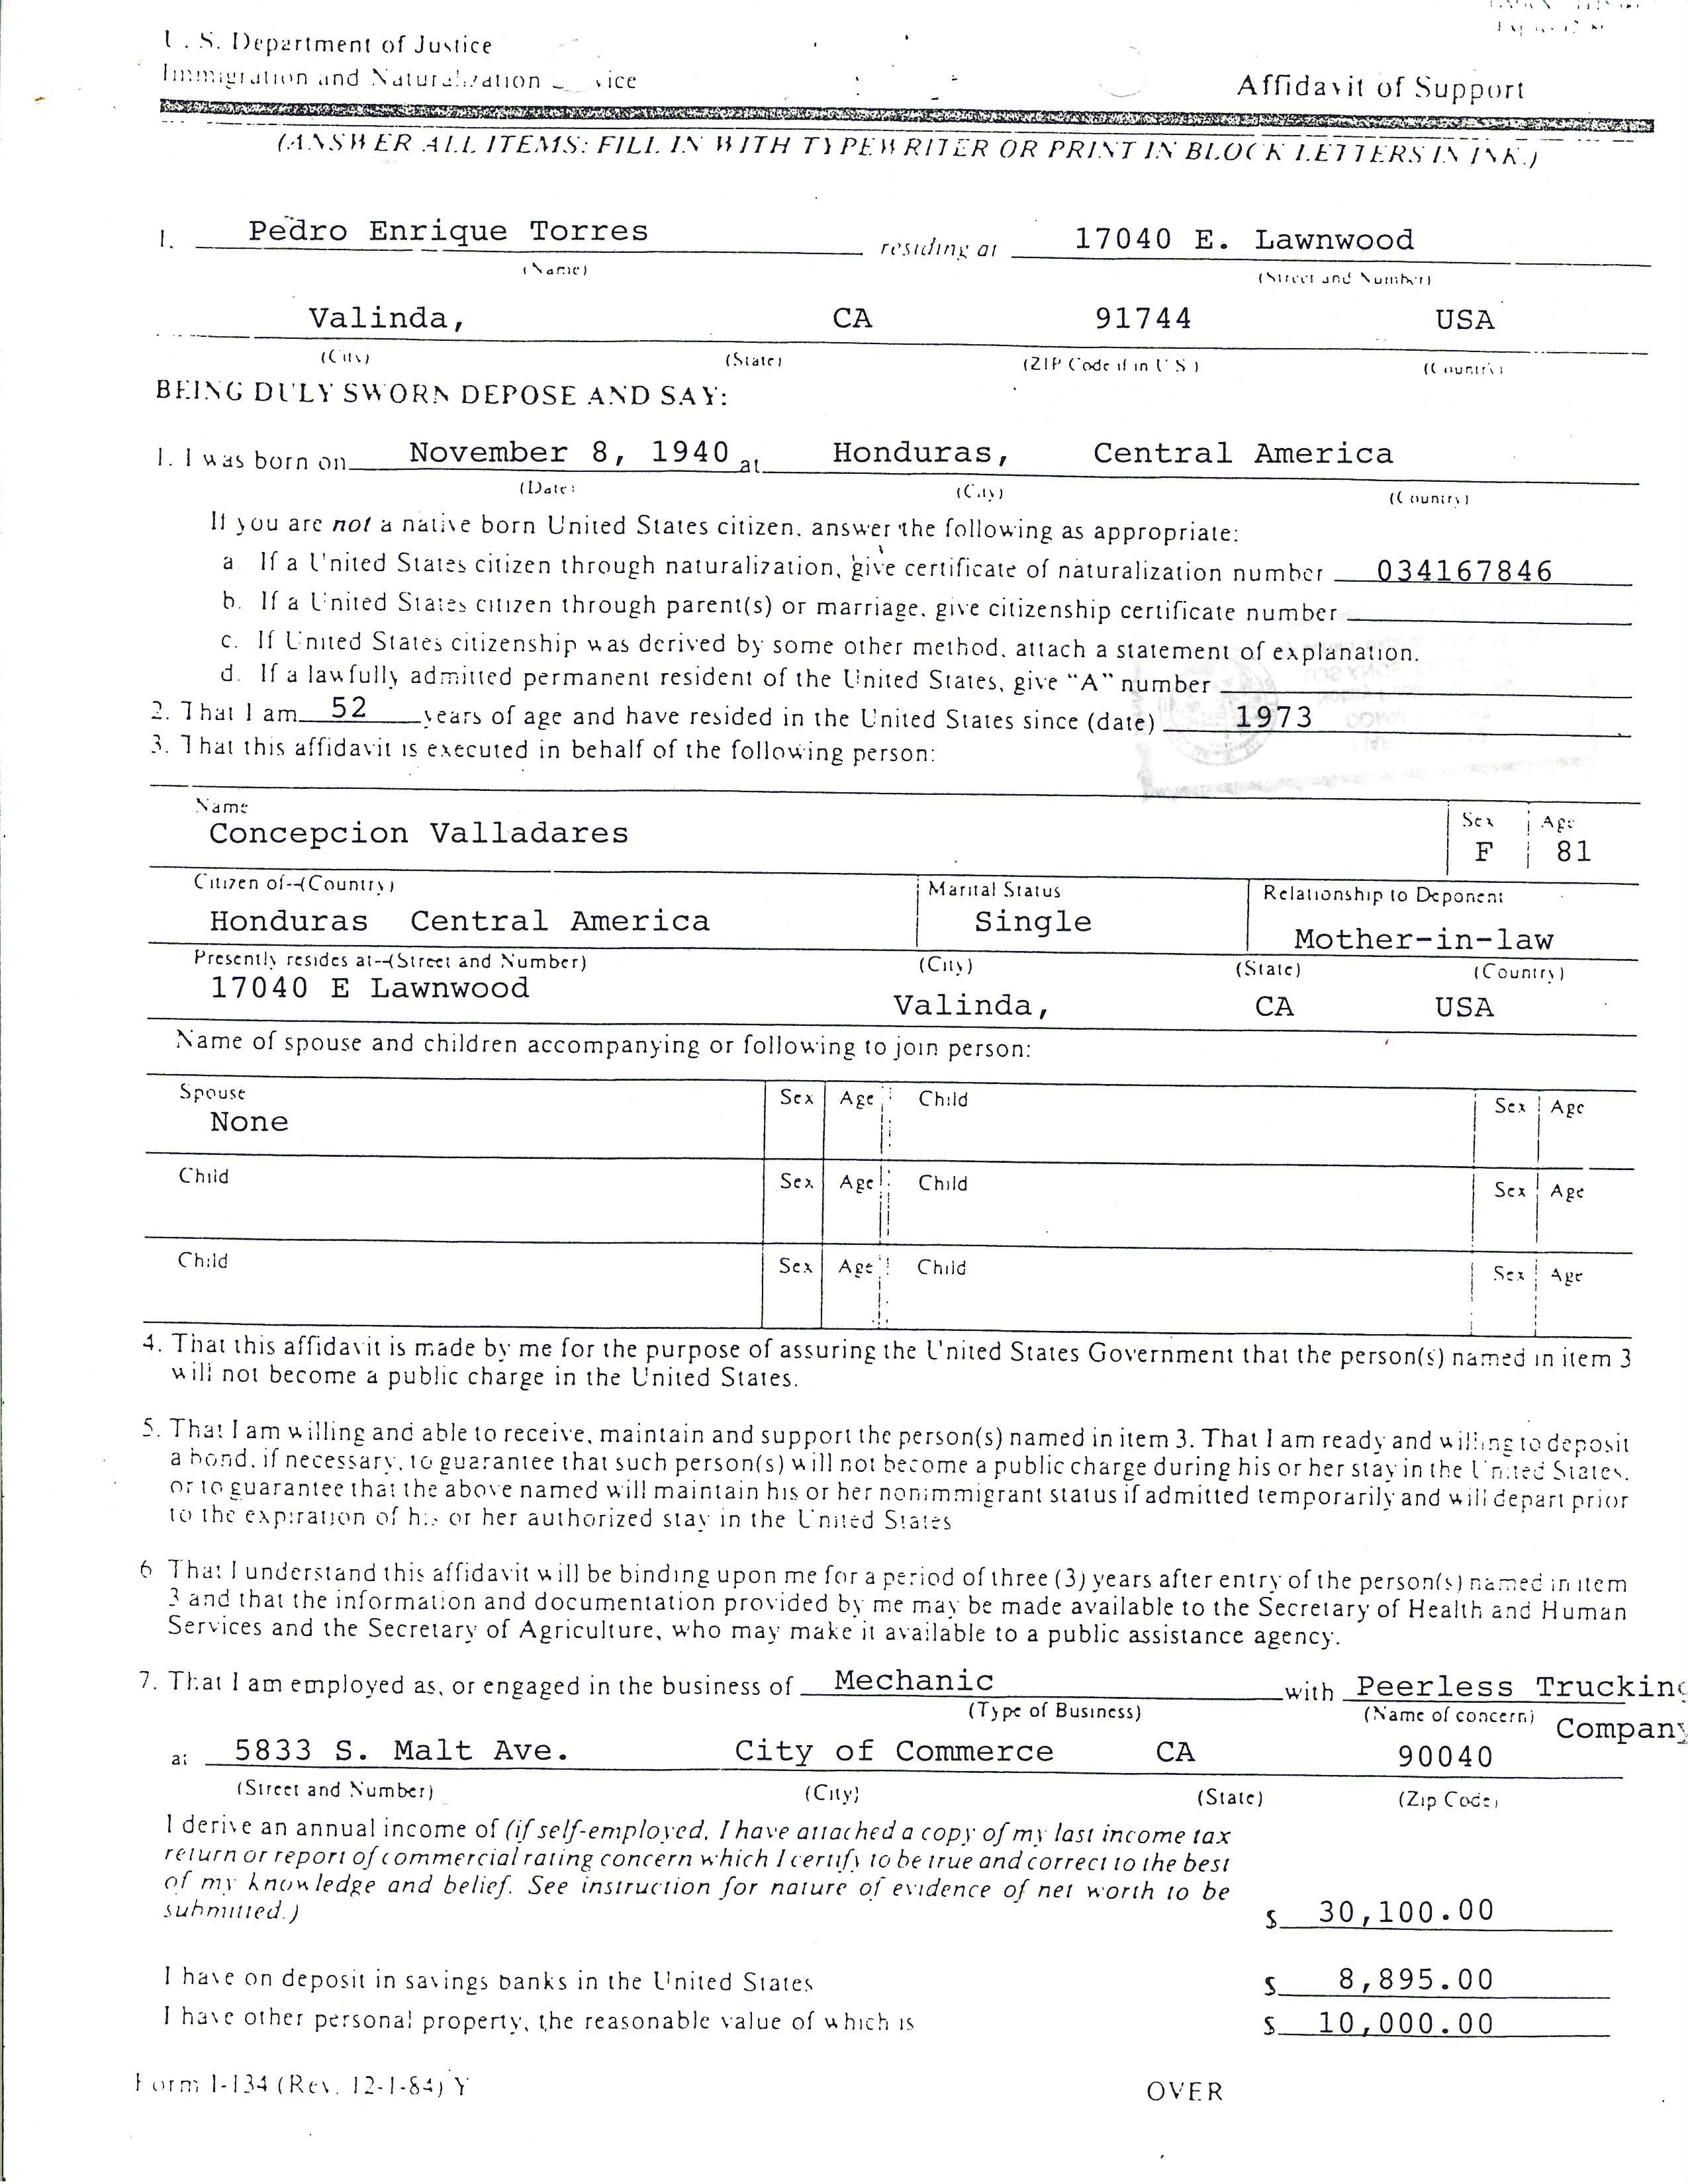 U. S. Department of Justice
Immigration and Naturalization vice
Affidavit of Support
(ANSWER ALL ITEMS: FILL IN WITH TYPEWRITER OR PRINT IN BLOCK LETTERS IN INK.)
I. Pedro Enrique Torres residing at 17040 E. Lawnwood
(Name) (Street and Number)
Valinda, CA 91744 USA
(City) (State) (ZIP Code if in U S ) (Country)
BEING DULY SWORN DEPOSE AND SAY:
1. I was born on November 8, 1940 at Honduras, Central America
(Date) (City) (Country)
If you are not a native born United States citizen, answer the following as appropriate:
a If a United States citizen through naturalization, give certificate of naturalization number 034167846
b. If a United States citizen through parent(s) or marriage, give citizenship certificate number
c. If United States citizenship was derived by some other method, attach a statement of explanation.
d. If a lawfully admitted permanent resident of the United States, give "A" number
2. That I am 52 years of age and have resided in the United States since (date) 1973
3. That this affidavit is executed in behalf of the following person:
Name Sex Age
Concepcion Valladares F 81
Citizen of--(Country) Marital Status Relationship to Deponent
Honduras Central America Single Mother-in-law
Presently resides at--(Street and Number) (City) (State) (Country)
17040 E Lawnwood Valinda, CA USA
Name of spouse and children accompanying or following to join person:
Spouse Sex Age Child Sex Age
None
Child Sex Age Child Sex Age
Child Sex Age Child Sex Age
4. That this affidavit is made by me for the purpose of assuring the United States Government that the person(s) named in item 3
will not become a public charge in the United States.
5. That I am willing and able to receive, maintain and support the person(s) named in item 3. That I am ready and willing to deposit
a bond, if necessary, to guarantee that such person(s) will not become a public charge during his or her stay in the United States,
or to guarantee that the above named will maintain his or her nonimmigrant status if admitted temporarily and will depart prior
to the expiration of his or her authorized stay in the United States
6 That I understand this affidavit will be binding upon me for a period of three (3) years after entry of the person(s) named in item
3 and that the information and documentation provided by me may be made available to the Secretary of Health and Human
Services and the Secretary of Agriculture, who may make it available to a public assistance agency.
7. That I am employed as, or engaged in the business of Mechanic with Peerless Trucking
(Type of Business) (Name of concern) Company
at 5833 S. Malt Ave. City of Commerce CA 90040
(Street and Number) (City) (State) (Zip Code)
I derive an annual income of (if self-employed, I have attached a copy of my last income tax
return or report of commercial rating concern which I certify to be true and correct to the best
of my knowledge and belief. See instruction for nature of evidence of net worth to be
submitted.) $ 30,100.00
I have on deposit in savings banks in the United States $ 8,895.00
I have other personal property, the reasonable value of which is $ 10,000.00
Form I-134 (Rev. 12-1-84) Y OVER